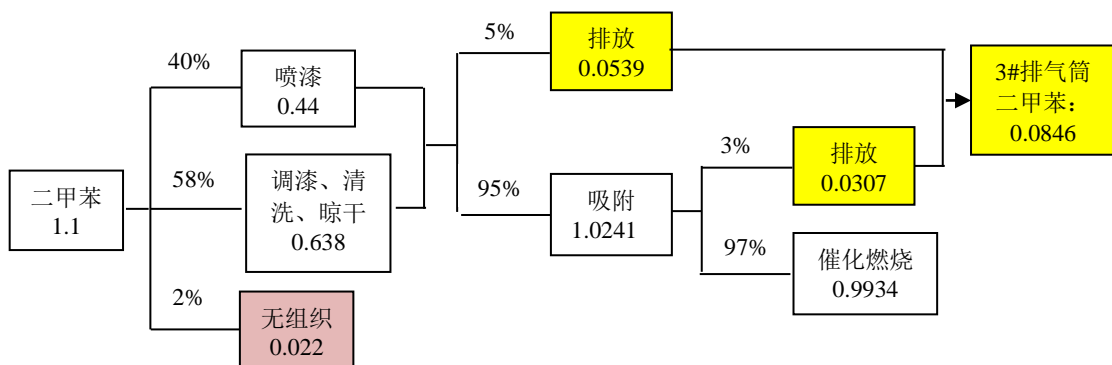 二甲苯
1.1
40%
喷漆
0.44
58%
调漆、清
洗、晾干
0.638
2%
无组织
0.022
5%
排放
0.0539
95%
吸附
1.0241
3%
排放
0.0307
97%
催化燃烧
0.9934
3#排气筒
二甲苯：
0.0846